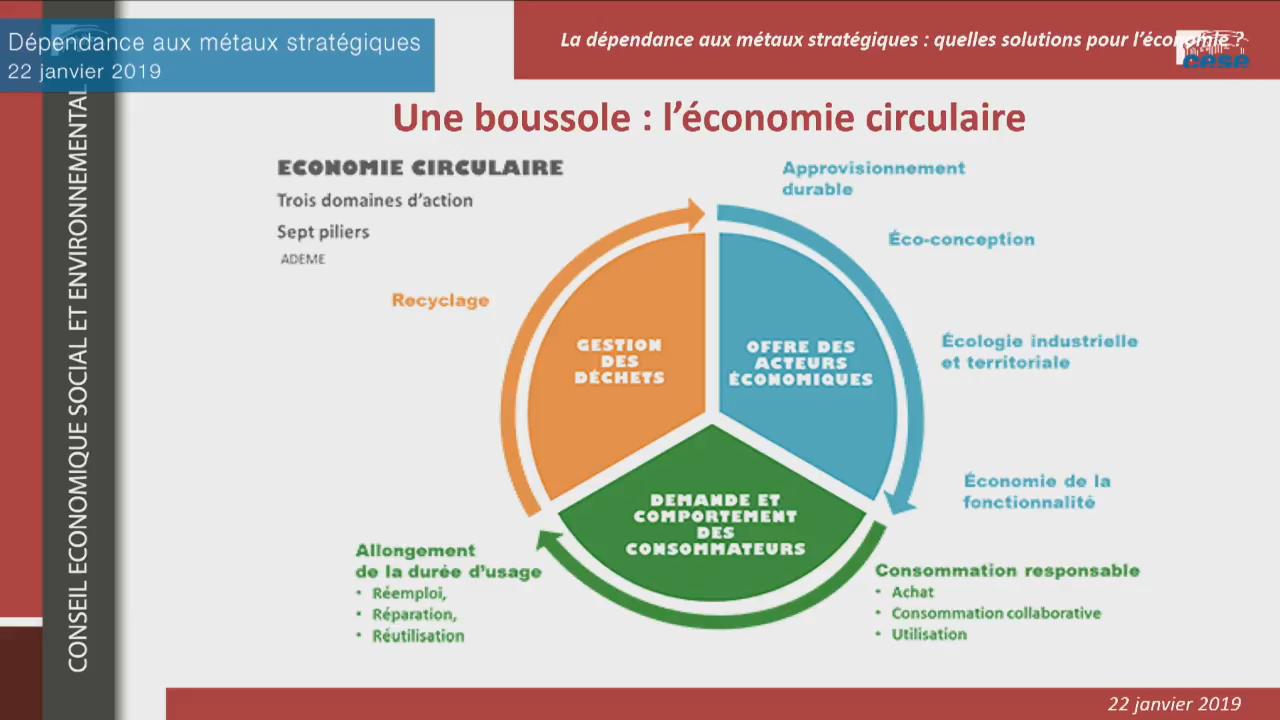 Dépendance aux métaux stratégiques
22 janvier 2019
La dépendance aux métaux stratégiques : quelles solutions pour l'économie ?
cese
CONSEIL ECONOMIQUE SOCIAL ET ENVIRONNEMENTAL
Une boussole : l'économie circulaire
ECONOMIE CIRCULAIRE
Trois domaines d'action
Sept piliers
ADEME
Approvisionnement
durable
Éco-conception
Écologie industrielle
et territoriale
Économie de la
fonctionnalité
Recyclage
GESTION
DES
DÉCHETS
OFFRE DES
ACTEURS
ÉCONOMIQUES
DEMANDE ET
COMPORTEMENT
DES
CONSOMMATEURS
Allongement
de la durée d'usage
• Réemploi,
• Réparation,
• Réutilisation
Consommation responsable
• Achat
• Consommation collaborative
• Utilisation
22 janvier 2019